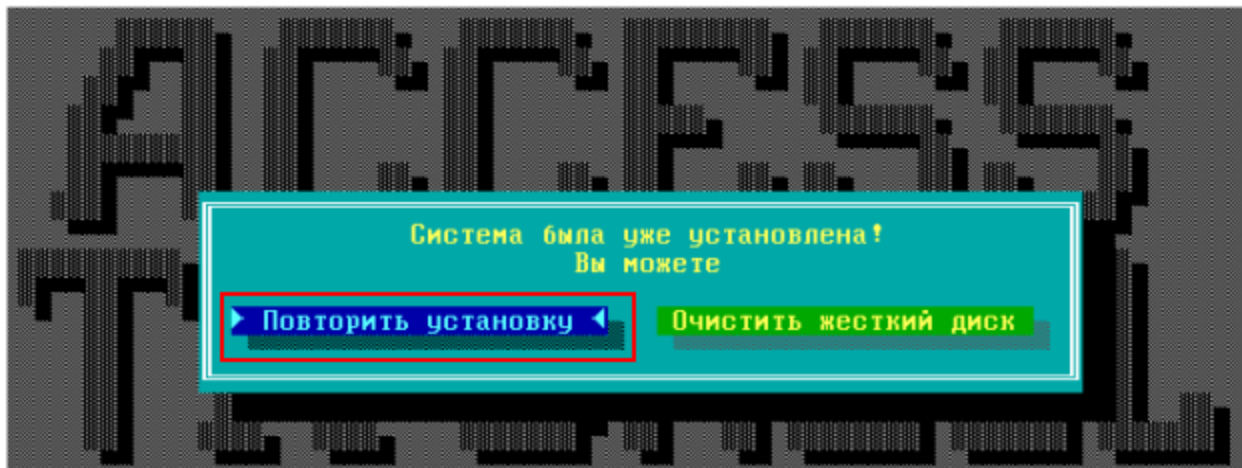 ACCESS
Система была уже установлена!
Вы можете
Повторить установку
Очистить жесткий диск